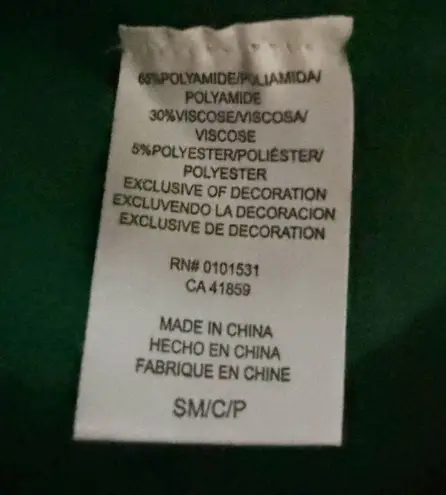 65%POLYAMIDE/POLIAMIDA/
POLYAMIDE
30%VISCOSE/VISCOSA/
VISCOSE
5%POLYESTER/POLIÉSTER/
POLYESTER
EXCLUSIVE OF DECORATION
EXCLUVENDO LA DECORACION
EXCLUSIVE DE DECORATION
RN# 0101531
CA 41859
MADE IN CHINA
HECHO EN CHINA
FABRIQUE EN CHINE
SM/C/P